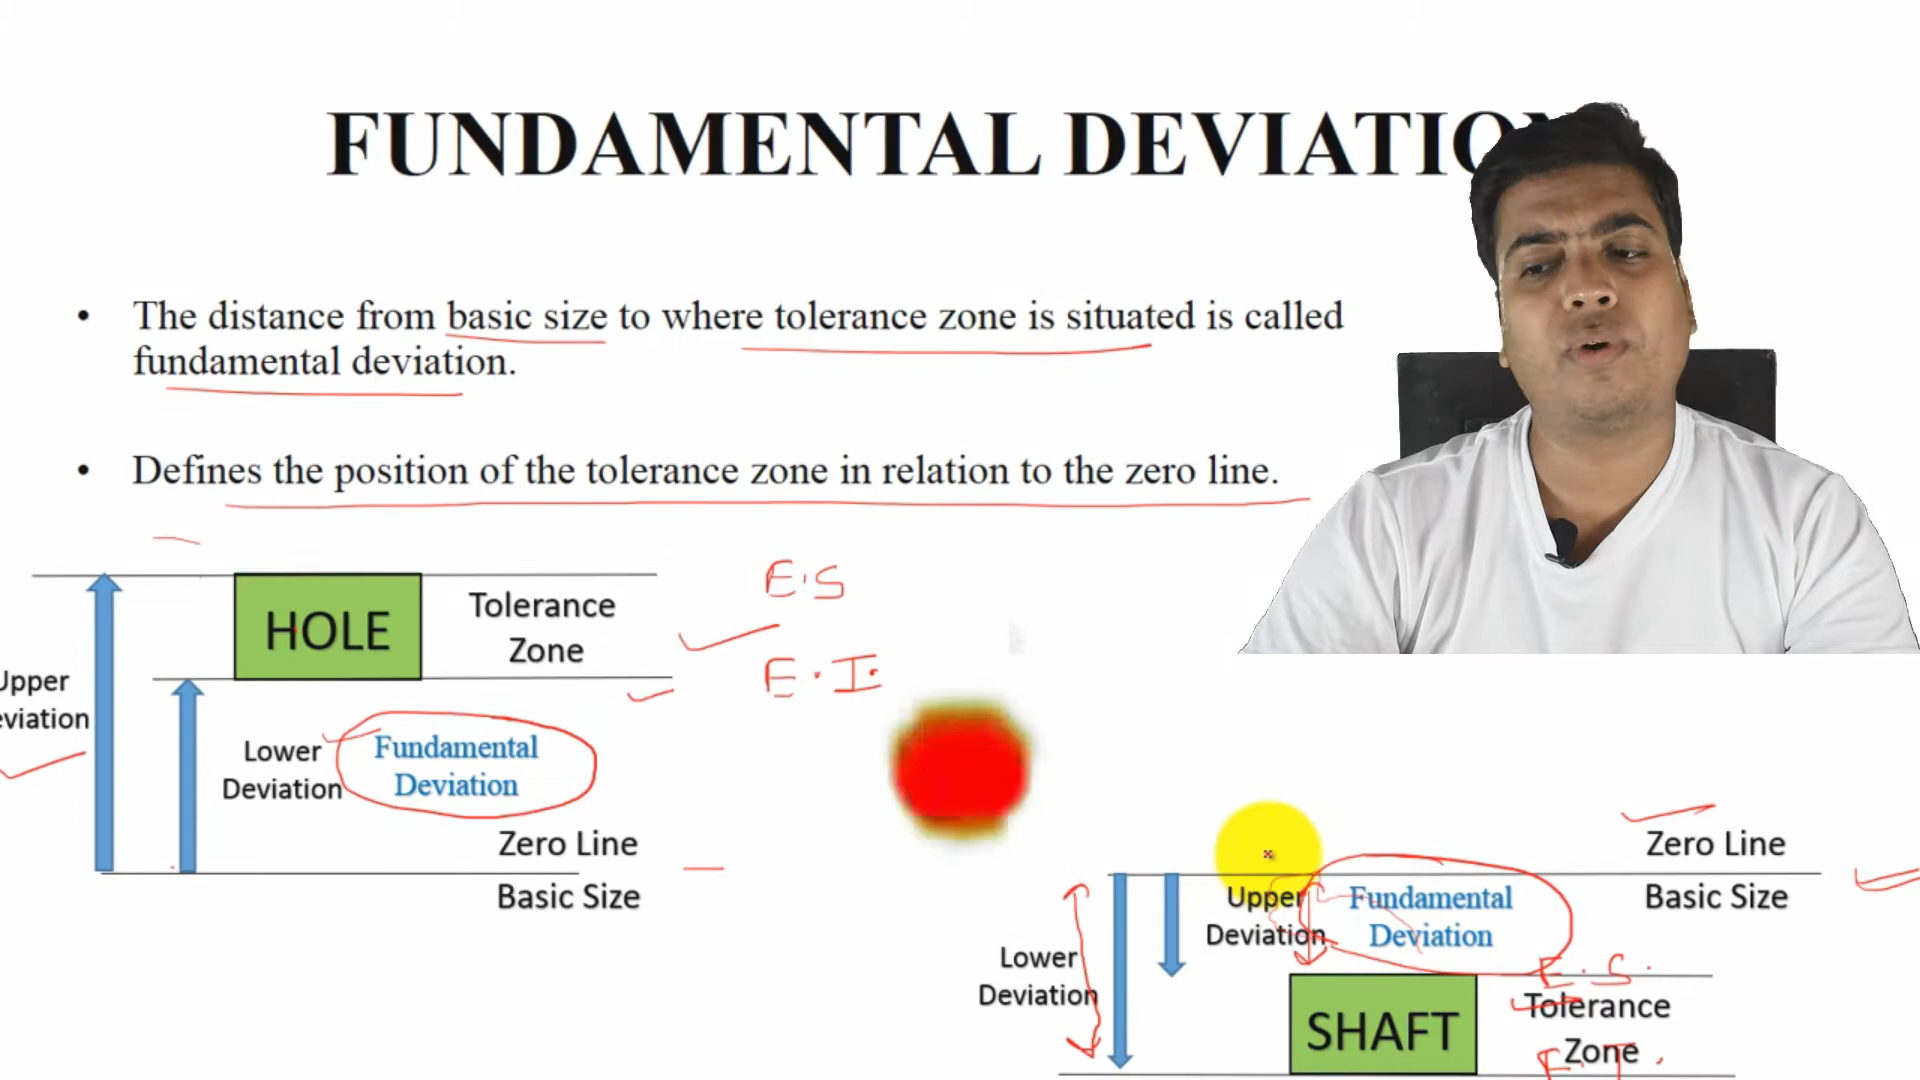 FUNDAMENTAL DEVIATIO
• The distance from basic size to where tolerance zone is situated is called
fundamental deviation.
• Defines the position of the tolerance zone in relation to the zero line.
HOLE
Tolerance
Zone
E.S
E.I.
Upper
eviation
Lower
Deviation
Fundamental
Deviation
Zero Line
Basic Size
Zero Line
Basic Size
Upper
Deviation
Fundamental
Deviation
Lower
Deviation
E.S.
SHAFT
Tolerance
Zone
E.I.